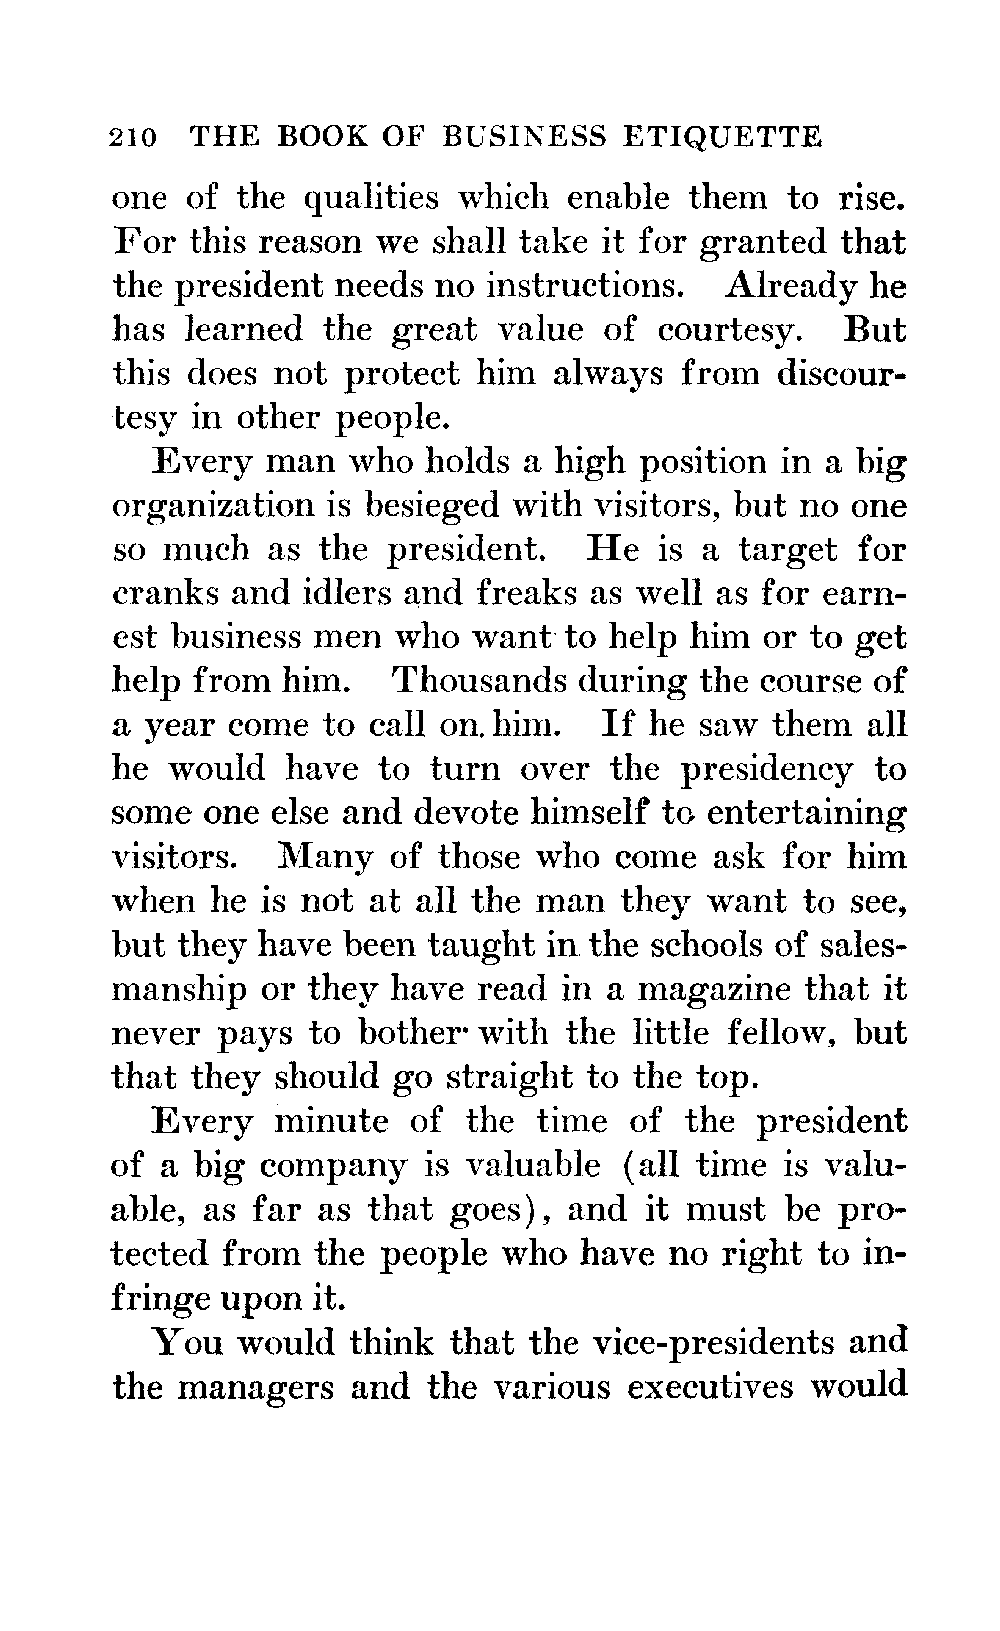 210 THE BOOK OF BUSINESS ETIQUETTE
one of the qualities which enable them to rise.
For this reason we shall take it for granted that
the president needs no instructions. Already he
has learned the great value of courtesy. But
this does not protect him always from discour-
tesy in other people.
Every man who holds a high position in a big
organization is besieged with visitors, but no one
so much as the president. He is a target for
cranks and idlers and freaks as well as for earn-
est business men who want to help him or to get
help from him. Thousands during the course of
a year come to call on him. If he saw them all
he would have to turn over the presidency to
some one else and devote himself to entertaining
visitors. Many of those who come ask for him
when he is not at all the man they want to see,
but they have been taught in the schools of sales-
manship or they have read in a magazine that it
never pays to bother with the little fellow, but
that they should go straight to the top.
Every minute of the time of the president
of a big company is valuable (all time is valu-
able, as far as that goes), and it must be pro-
tected from the people who have no right to in-
fringe upon it.
You would think that the vice-presidents and
the managers and the various executives would